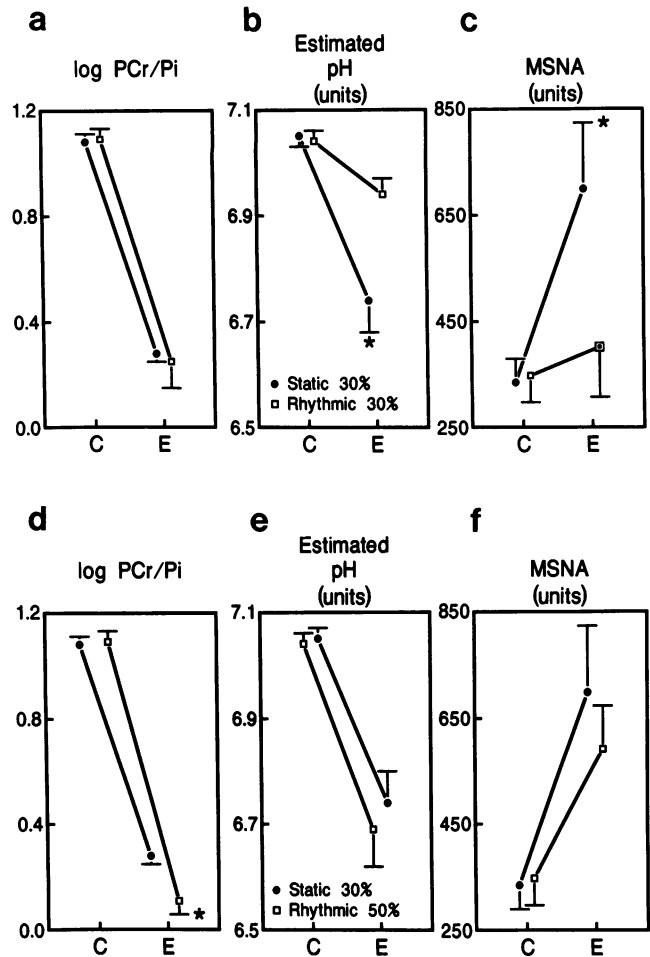 a
log PCr/Pi
1.2
0.8
0.4
0.0
C E
b
Estimated
pH
(units)
7.1
6.9
6.7
6.5
*
● Static 30%
□ Rhythmic 30%
C E
c
MSNA
(units)
850
650
450
250
*
C E
d
log PCr/Pi
1.2
0.8
0.4
0.0
*
C E
e
Estimated
pH
(units)
7.1
6.9
6.7
6.5
● Static 30%
□ Rhythmic 50%
C E
f
MSNA
(units)
850
650
450
250
C E